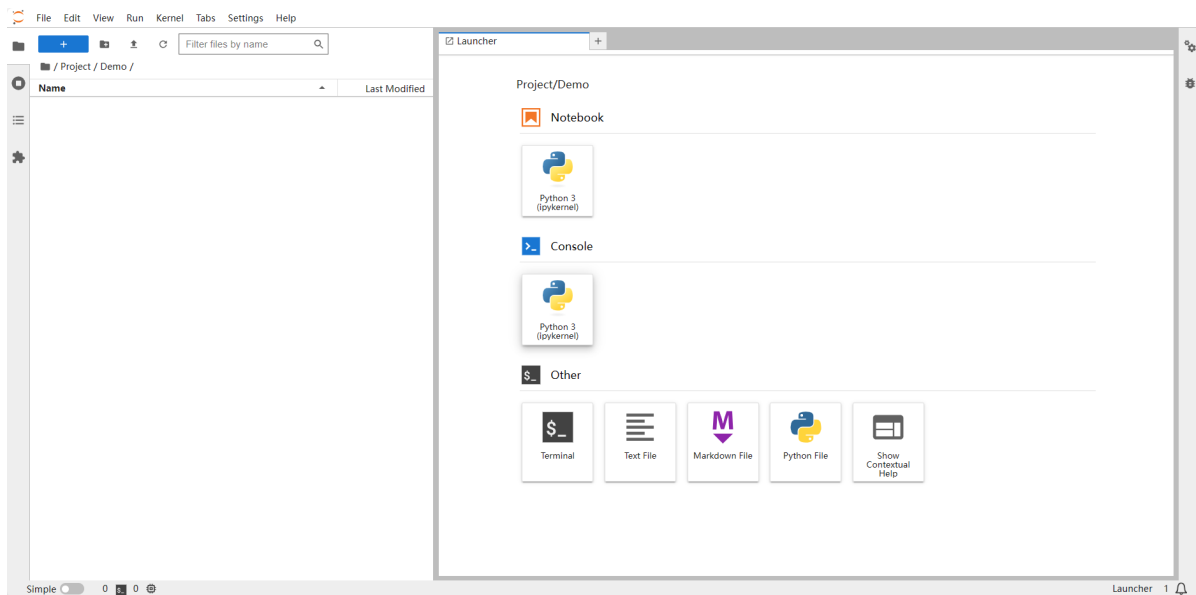 File Edit View Run Kernel Tabs Settings Help
+
Filter files by name
/ Project / Demo /
Name Last Modified
Launcher
+
Project/Demo
Notebook
Python 3
(ipykernel)
>_ Console
Python 3
(ipykernel)
$_ Other
$_
Terminal
Text File
M
Markdown File
Python File
Show
Contextual
Help
Simple 0 $_ 0
Launcher 1